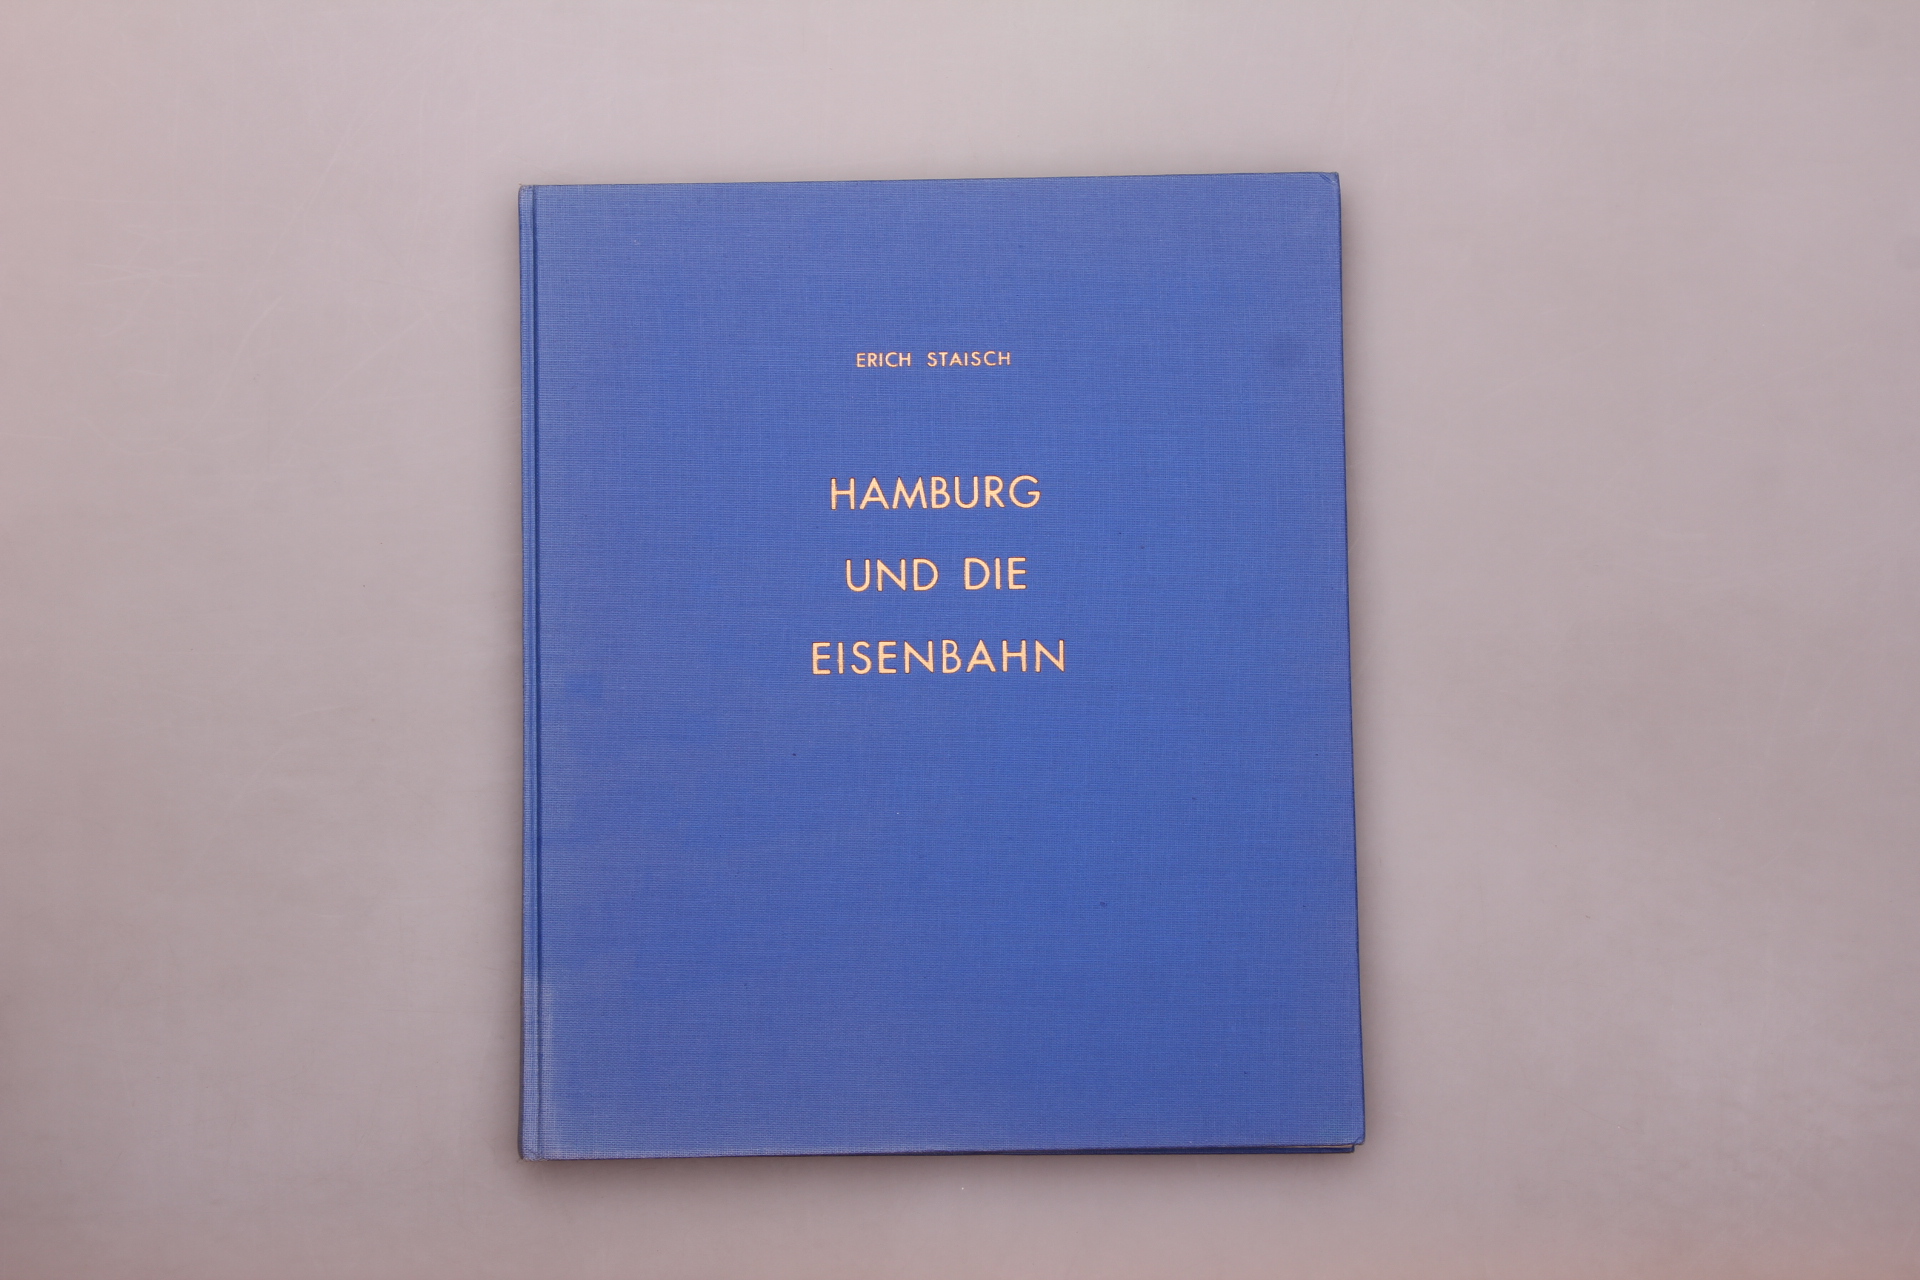 ERICH STAISCH
HAMBURG
UND DIE
EISENBAHN